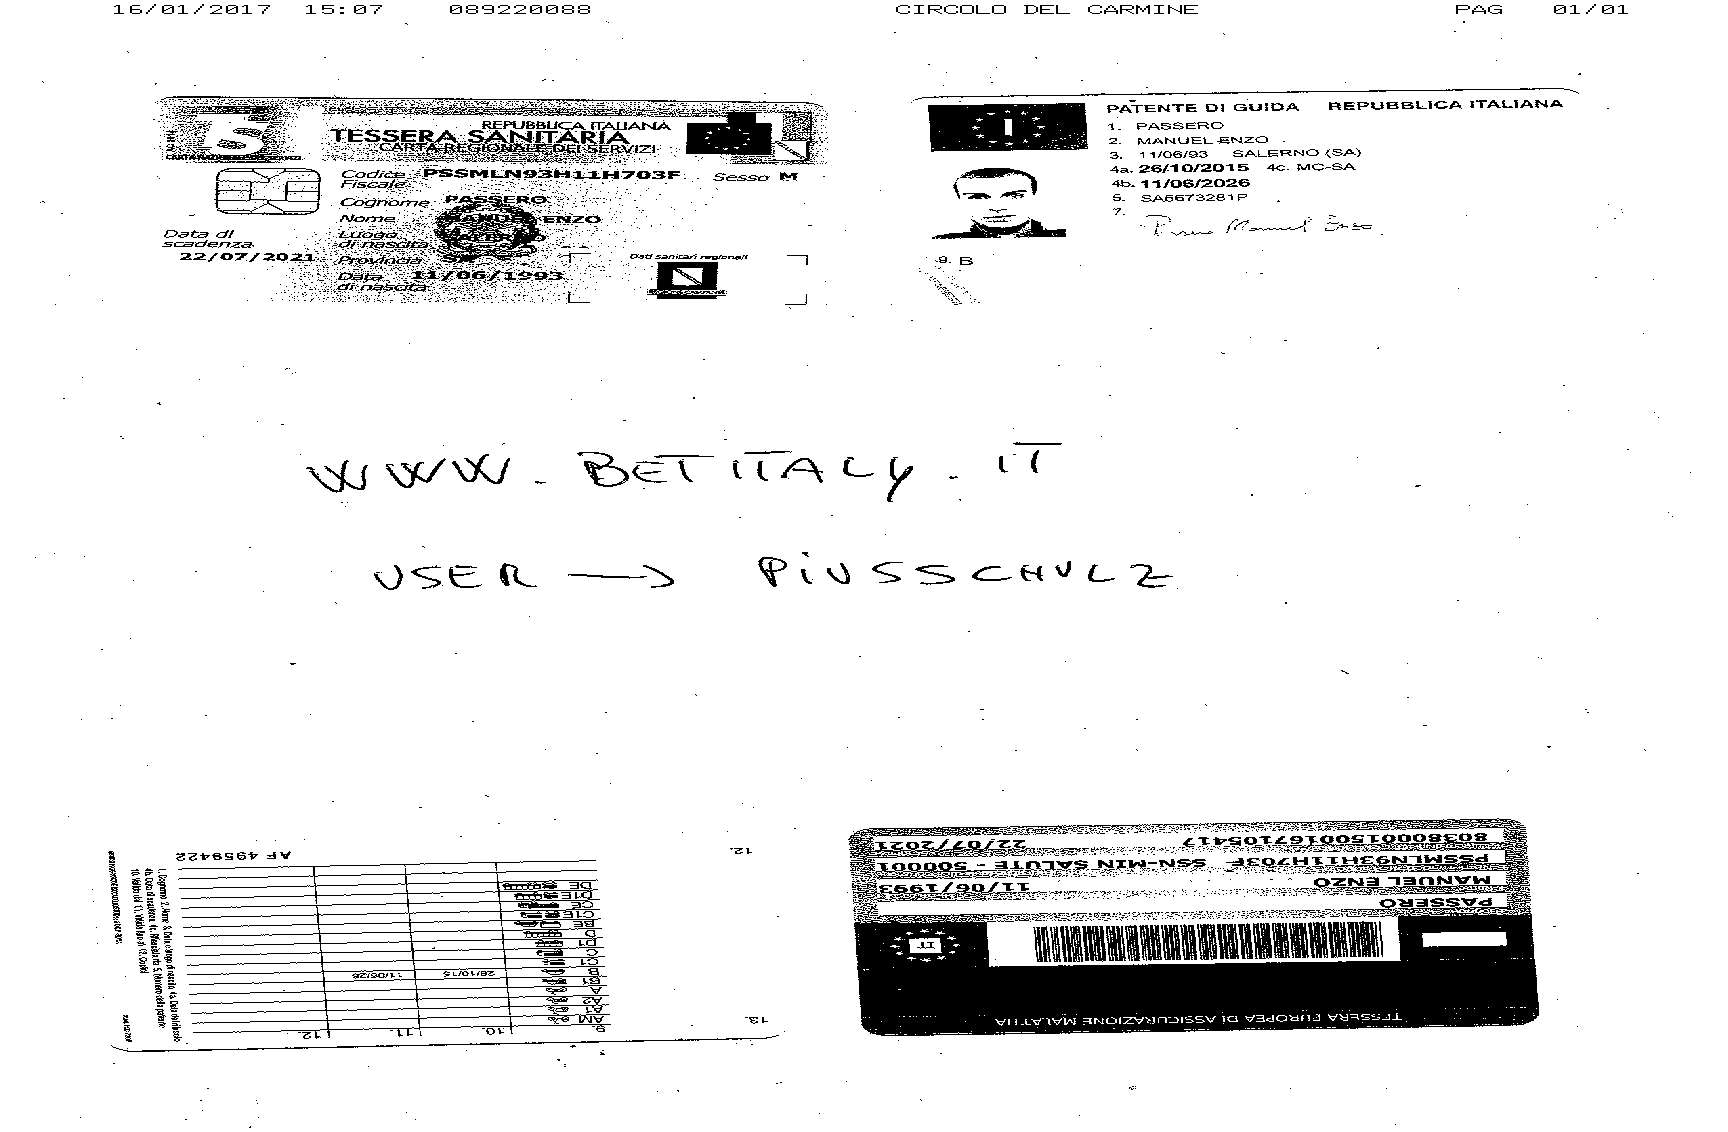 16/01/2017 15:07 089220088 CIRCOLO DEL CARMINE PAG 01/01
REPUBBLICA ITALIANA
TESSERA SANITARIA
CARTA REGIONALE DEI SERVIZI
Codice Fiscale PSSMLN93H11H703F Sesso M
Cognome PASSERO
Nome MANUEL ENZO
Luogo di nascita
Provincia SA
Data di nascita 11/06/1993
Data di scadenza
22/07/2021
Dati sanitari regionali
PATENTE DI GUIDA REPUBBLICA ITALIANA
I
1. PASSERO
2. MANUEL ENZO
3. 11/06/93 SALERNO (SA)
4a. 26/10/2015 4c. MC-SA
4b. 11/06/2026
5. SA6673281P
7.
9. B
WWW.BETITALY.IT
USER → PIUSSCHULZ
AF 4959422
12.
13.
9. 10. 11. 12.
AM
A1
A2
A
B1
B 26/10/15 11/06/26
C1
C
D1
D
BE
C1E
CE
D1E
DE
TESSERA EUROPEA DI ASSICURAZIONE MALATTIA
IT
PASSERO
MANUEL ENZO 11/06/1993
PSSMLN93H11H703F SSN-MIN SALUTE - 500001
80380001500167105417 22/07/2021